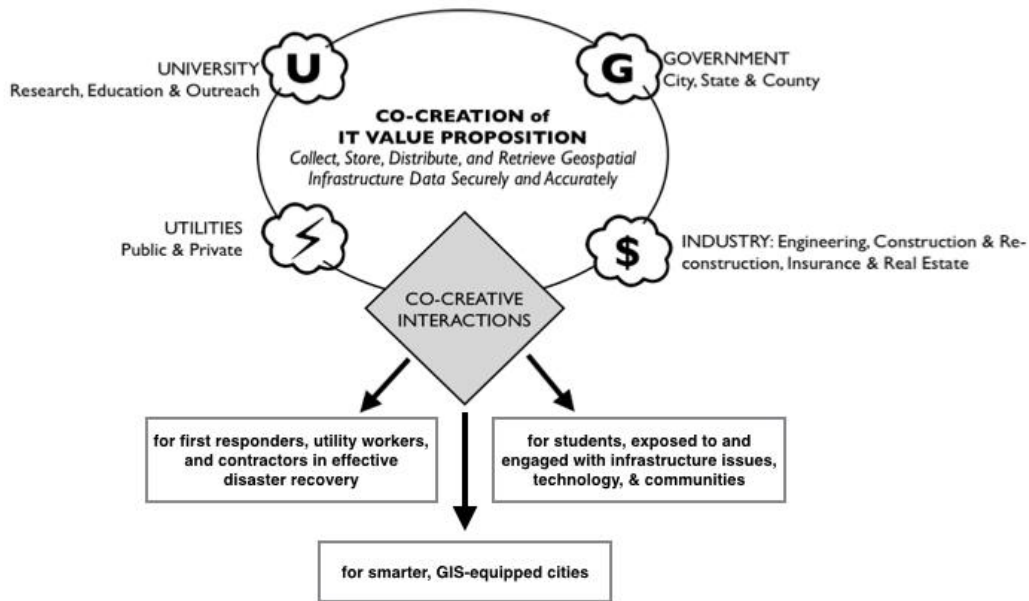 U
UNIVERSITY
Research, Education & Outreach
G
GOVERNMENT
City, State & County
CO-CREATION of
IT VALUE PROPOSITION
Collect, Store, Distribute, and Retrieve Geospatial
Infrastructure Data Securely and Accurately
UTILITIES
Public & Private
$
INDUSTRY: Engineering, Construction & Re-
construction, Insurance & Real Estate
CO-CREATIVE
INTERACTIONS
for first responders, utility workers,
and contractors in effective
disaster recovery
for students, exposed to and
engaged with infrastructure issues,
technology, & communities
for smarter, GIS-equipped cities